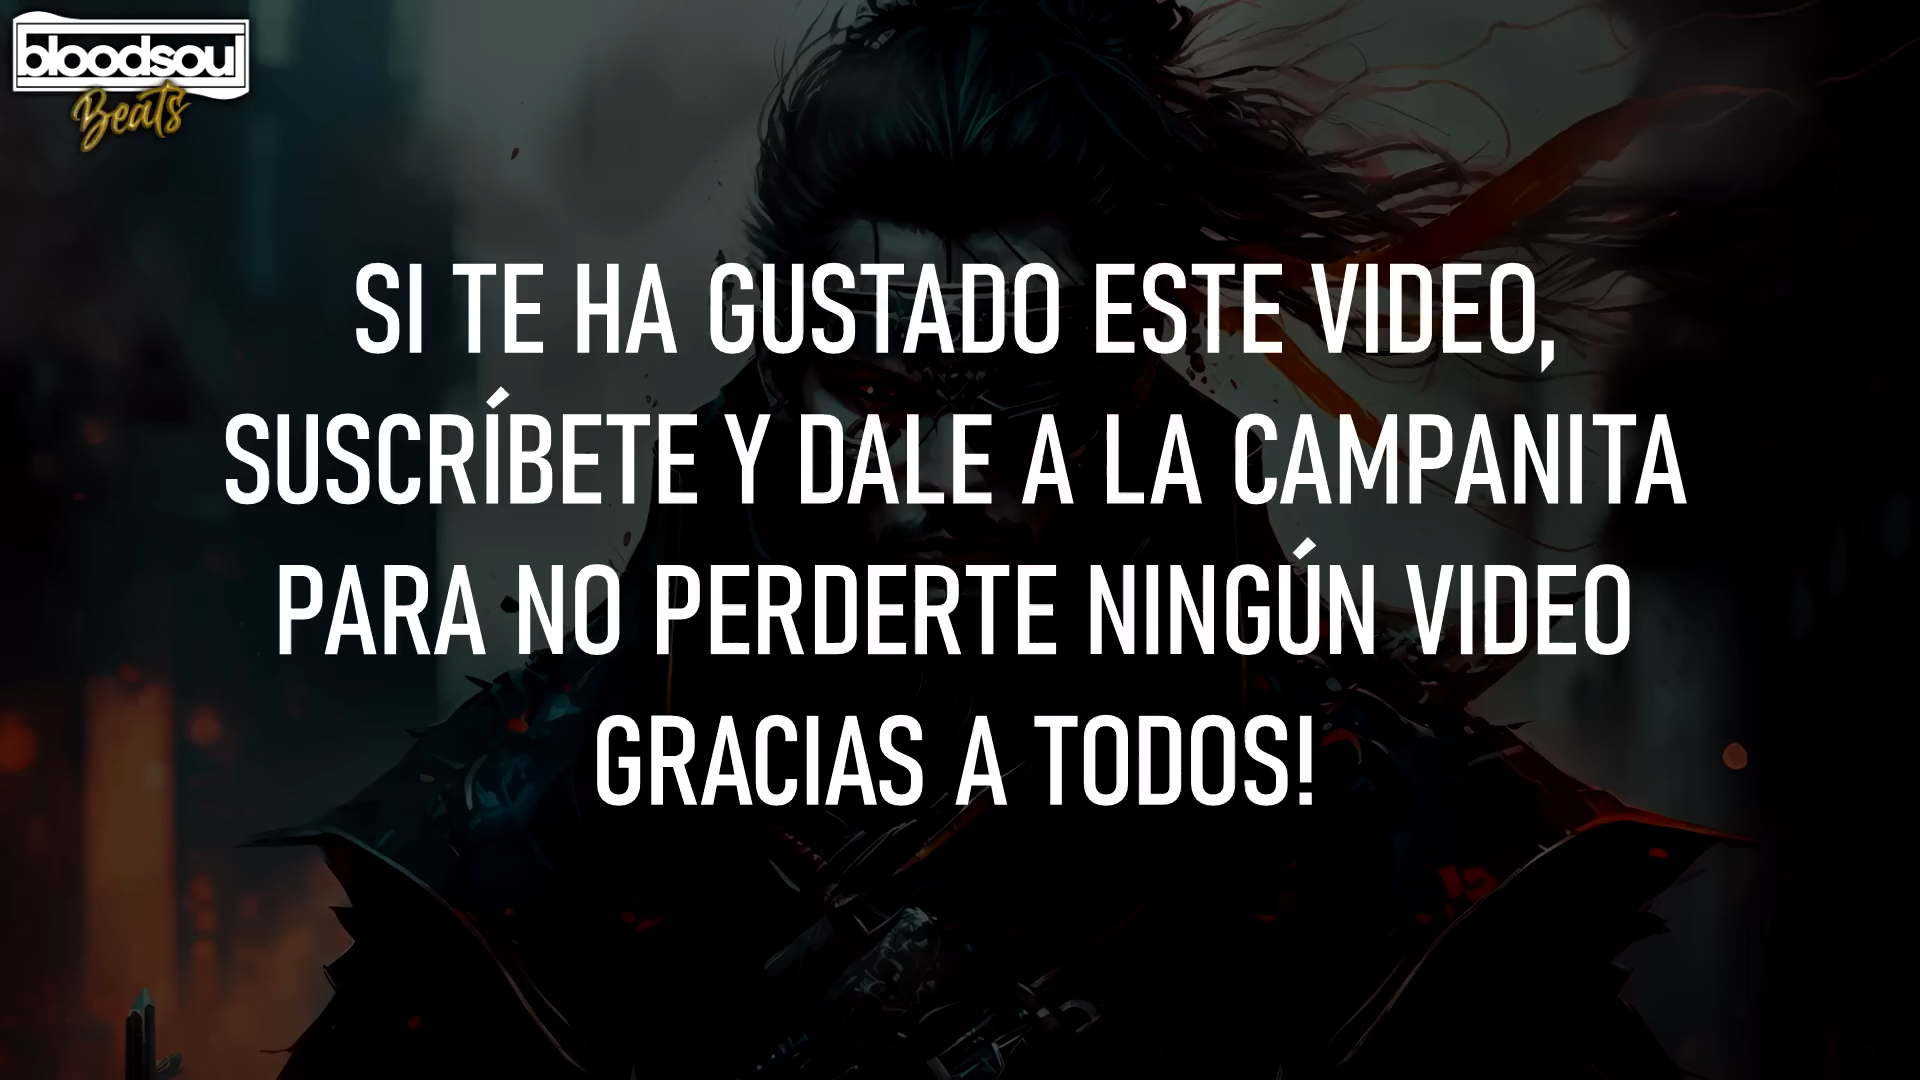 bloodsoul
Beats
SI TE HA GUSTADO ESTE VIDEO,
SUSCRÍBETE Y DALE A LA CAMPANITA
PARA NO PERDERTE NINGÚN VIDEO
GRACIAS A TODOS!